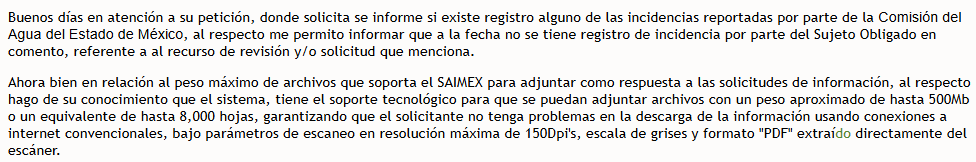 Buenos días en atención a su petición, donde solicita se informe si existe registro alguno de las incidencias reportadas por parte de la Comisión del
Agua del Estado de México, al respecto me permito informar que a la fecha no se tiene registro de incidencia por parte del Sujeto Obligado en
comento, referente a al recurso de revisión y/o solicitud que menciona.
Ahora bien en relación al peso máximo de archivos que soporta el SAIMEX para adjuntar como respuesta a las solicitudes de información, al respecto
hago de su conocimiento que el sistema, tiene el soporte tecnológico para que se puedan adjuntar archivos con un peso aproximado de hasta 500Mb
o un equivalente de hasta 8,000 hojas, garantizando que el solicitante no tenga problemas en la descarga de la información usando conexiones a
internet convencionales, bajo parámetros de escaneo en resolución máxima de 150Dpi's, escala de grises y formato "PDF" extraído directamente del
escáner.